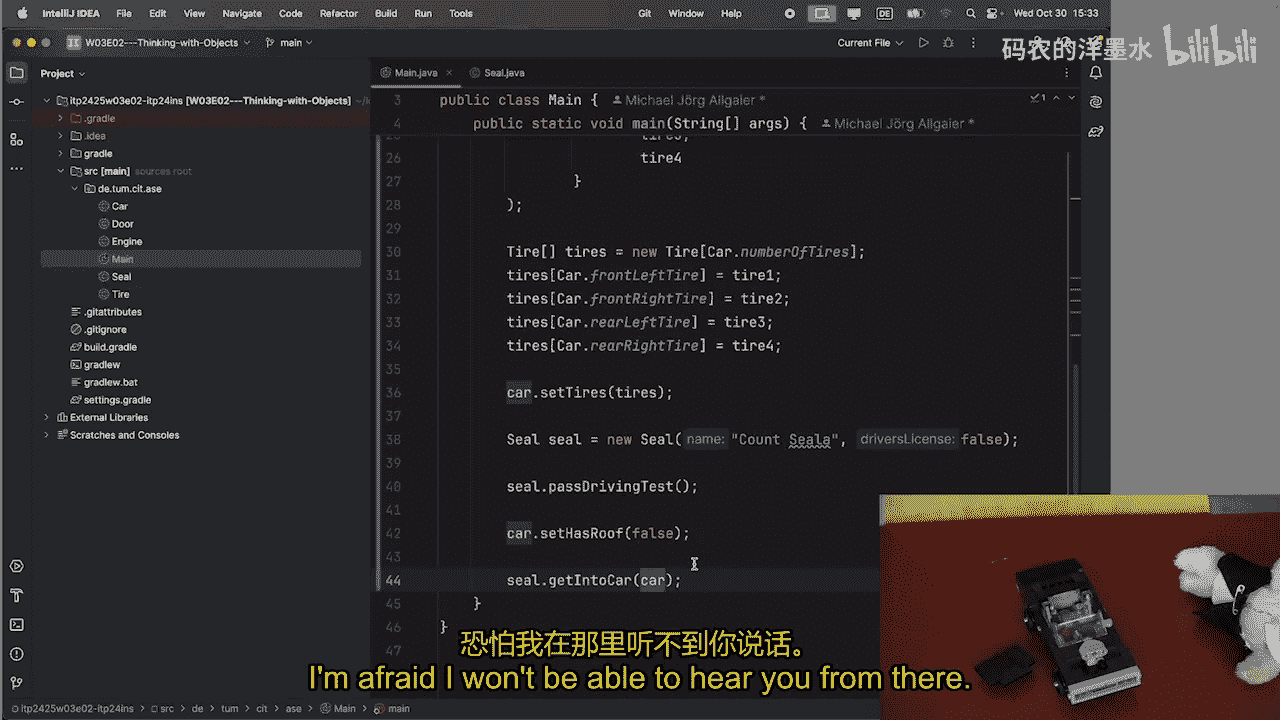 IntelliJ IDEA File Edit View Navigate Code Refactor Build Run Tools Git Window Help DE Wed Oct 30 15:33
W03E02---Thinking-with-Objects main Current File
码农的洋墨水 bilibili
Project
Main.java Seal.java
itp2425w03e02-itp24ins [W03E02---Thinking-with-Objects]
.gradle
.idea
gradle
src [main] sources root
de.tum.cit.ase
Car
Door
Engine
Main
Seal
Tire
.gitattributes
.gitignore
build.gradle
gradlew
gradlew.bat
settings.gradle
External Libraries
Scratches and Consoles
3 public class Main { Michael Jörg Allgaier *
1
4 public static void main(String[] args) { Michael Jörg Allgaier *
26 tire4
27 }
28 );
29
30 Tire[] tires = new Tire[Car.numberOfTires];
31 tires[Car.frontLeftTire] = tire1;
32 tires[Car.frontRightTire] = tire2;
33 tires[Car.rearLeftTire] = tire3;
34 tires[Car.rearRightTire] = tire4;
35
36 car.setTires(tires);
37
38 Seal seal = new Seal( name: "Count Seala", driversLicense: false);
39
40 seal.passDrivingTest();
41
42 car.setHasRoof(false);
43
44 seal.getIntoCar(car);
45 }
46 }
47
恐怕我在那里听不到你说话。
I'm afraid I won't be able to hear you from there.
itp2425w03e02-itp24ins src de tum cit ase Main main